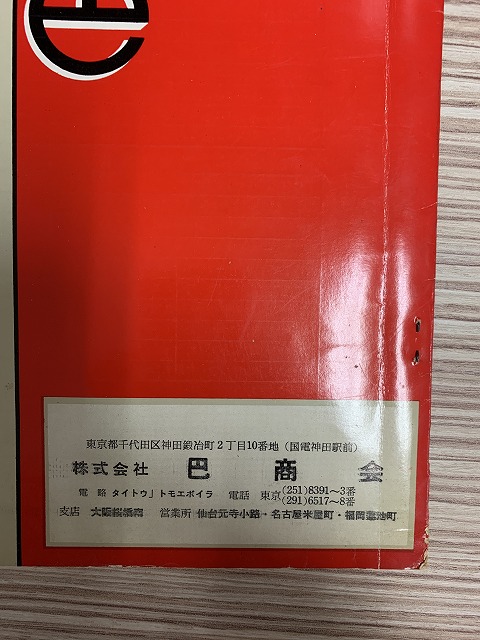 東京都千代田区神田鍛冶町2丁目10番地(国電神田駅前)
株式会社 巴商会
電略 タイトウ」トモエボイラ 電話 東京(251)8391~3番
(291)6517~8番
支店 大阪 営業所 仙台元寺小路・名古屋米屋町・福岡